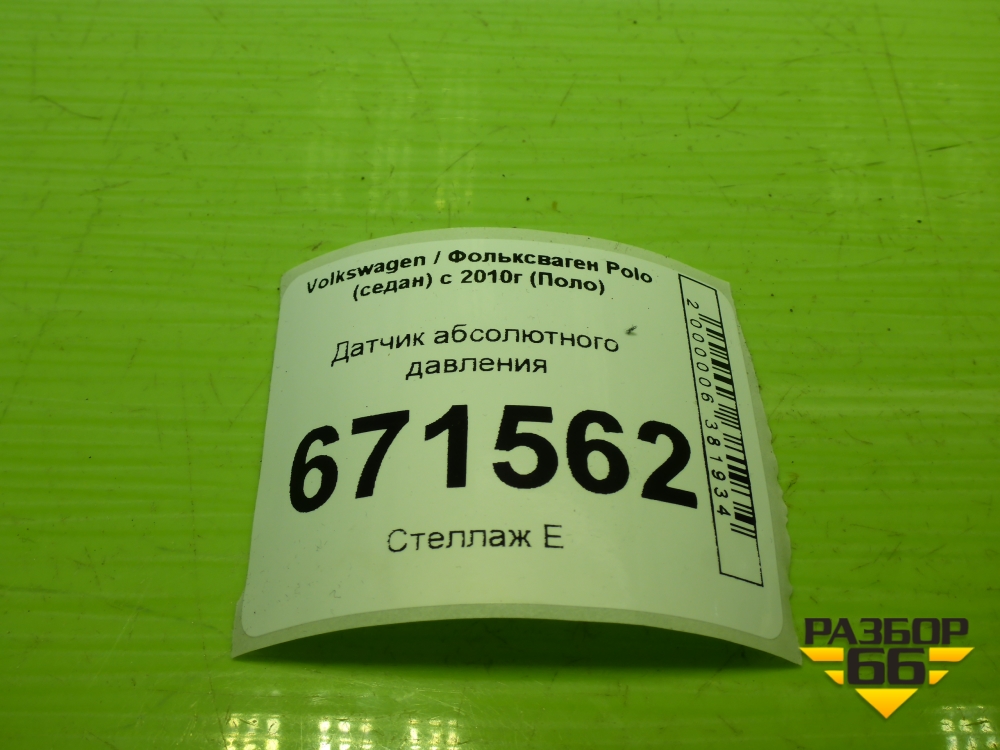 Volkswagen / Фольксваген Polo
(седан) с 2010г (Поло)
Датчик абсолютного
давления
671562
Стеллаж Е
2000006381934
РАЗБОР
66